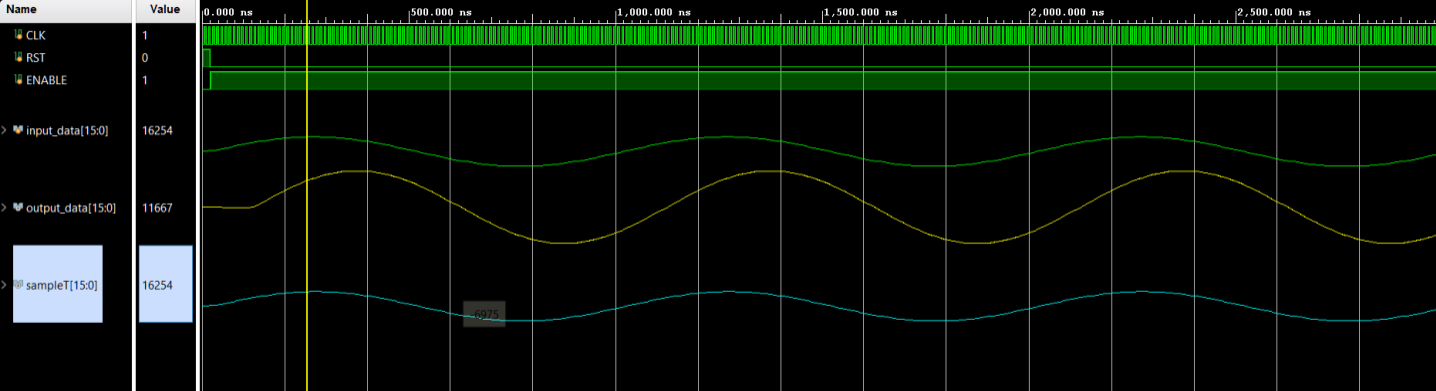 Name Value 0.000 ns 500.000 ns 1,000.000 ns 1,500.000 ns 2,000.000 ns 2,500.000 ns
CLK 1
RST 0
ENABLE 1
input_data[15:0] 16254
output_data[15:0] 11667
sampleT[15:0] 16254
6975